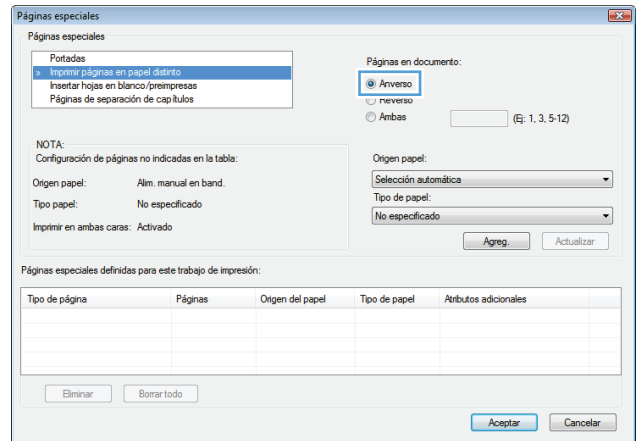 Páginas especiales
Páginas especiales
Portadas
» Imprimir páginas en papel distinto
Insertar hojas en blanco/preimpresas
Páginas de separación de capítulos
Páginas en documento:
Anverso
Reverso
Ambas
(Ej: 1, 3, 5-12)
NOTA:
Configuración de páginas no indicadas en la tabla:
Origen papel: Alim. manual en band.
Tipo papel: No especificado
Imprimir en ambas caras: Activado
Origen papel:
Selección automática
Tipo de papel:
No especificado
Agreg. Actualizar
Páginas especiales definidas para este trabajo de impresión:
Tipo de página Páginas Origen del papel Tipo de papel Atributos adicionales
Eliminar Borrar todo
Aceptar Cancelar